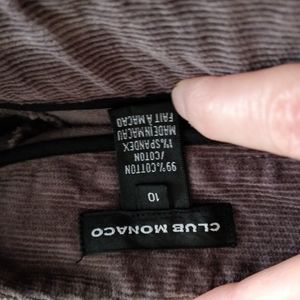 CLUB MONACO
10
99% COTTON
/COTON
1% SPANDEX
MADE IN MACAU
FAIT À MACAO